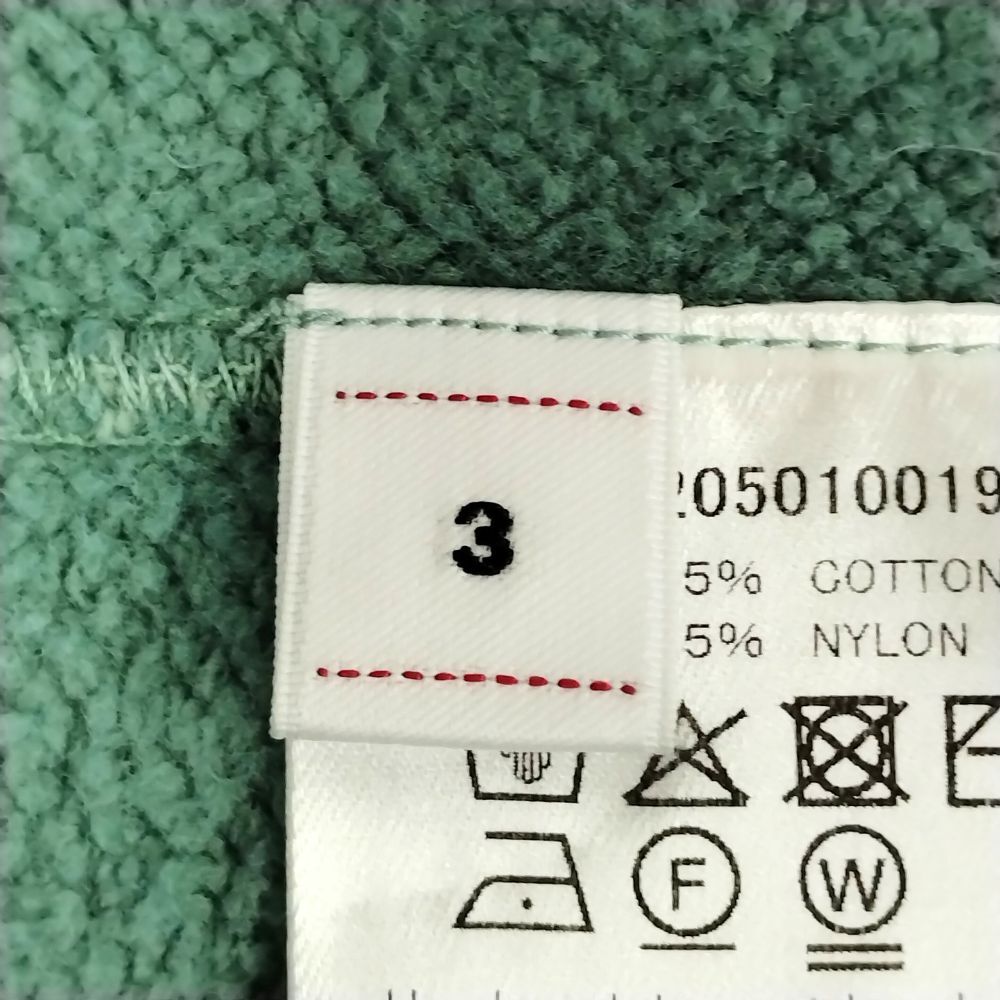 3
205010019
5% COTTON
5% NYLON
F
W